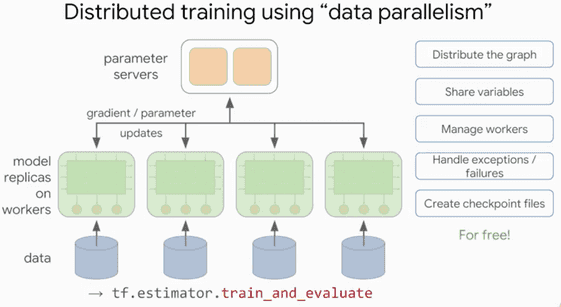 Distributed training using “data parallelism”
parameter
servers
gradient / parameter
updates
model
replicas
on
workers
data
→ tf.estimator.train_and_evaluate
Distribute the graph
Share variables
Manage workers
Handle exceptions /
failures
Create checkpoint files
For free!